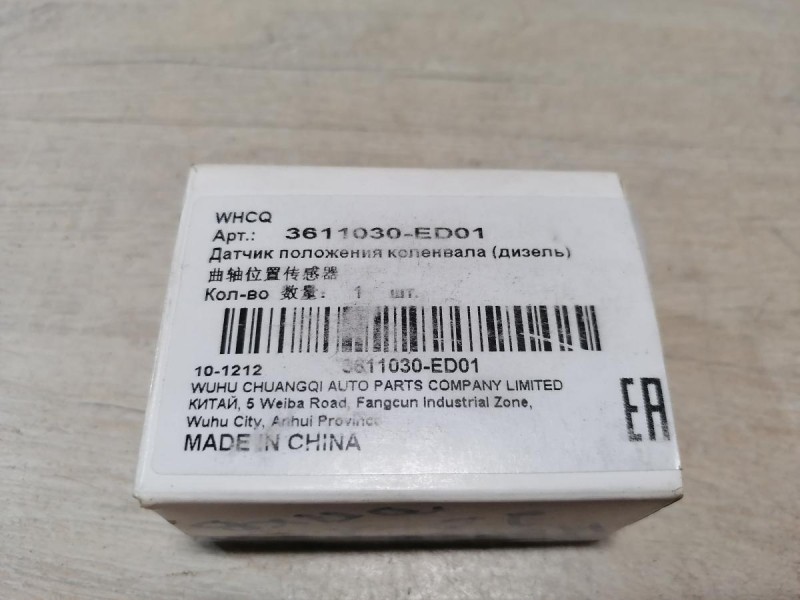 WHCQ
Арт.: 3611030-ED01
Датчик положения коленвала (дизель)
曲轴位置传感器
Кол-во 数量: 1 шт.
10-1212 3611030-ED01
WUHU CHUANGQI AUTO PARTS COMPANY LIMITED
КИТАЙ, 5 Weiba Road, Fangcun Industrial Zone,
Wuhu City, Anhui Province
MADE IN CHINA
EAC